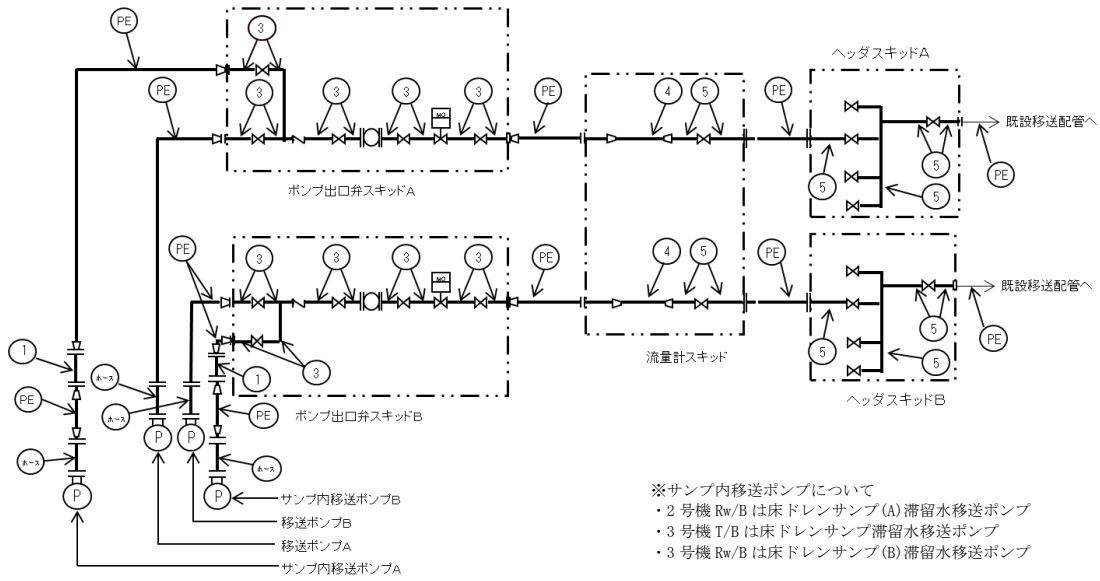 PE
3
ヘッダスキッドA
PE
3
3
3
3
PE
4
5
PE
MO
既設移送配管へ
5
5
5
PE
ポンプ出口弁スキッドA
PE
3
3
3
3
PE
4
5
PE
MO
既設移送配管へ
5
5
5
PE
流量計スキッド
1
ホース
3
1
PE
ホース
PE
ポンプ出口弁スキッドB
ヘッダスキッドB
P
P
ホース
ホース
P
P
サンプ内移送ポンプB
移送ポンプB
移送ポンプA
サンプ内移送ポンプA
※サンプ内移送ポンプについて
・2 号機 Rw/B は床ドレンサンプ(A)滞留水移送ポンプ
・3 号機 T/B は床ドレンサンプ滞留水移送ポンプ
・3 号機 Rw/B は床ドレンサンプ(B)滞留水移送ポンプ